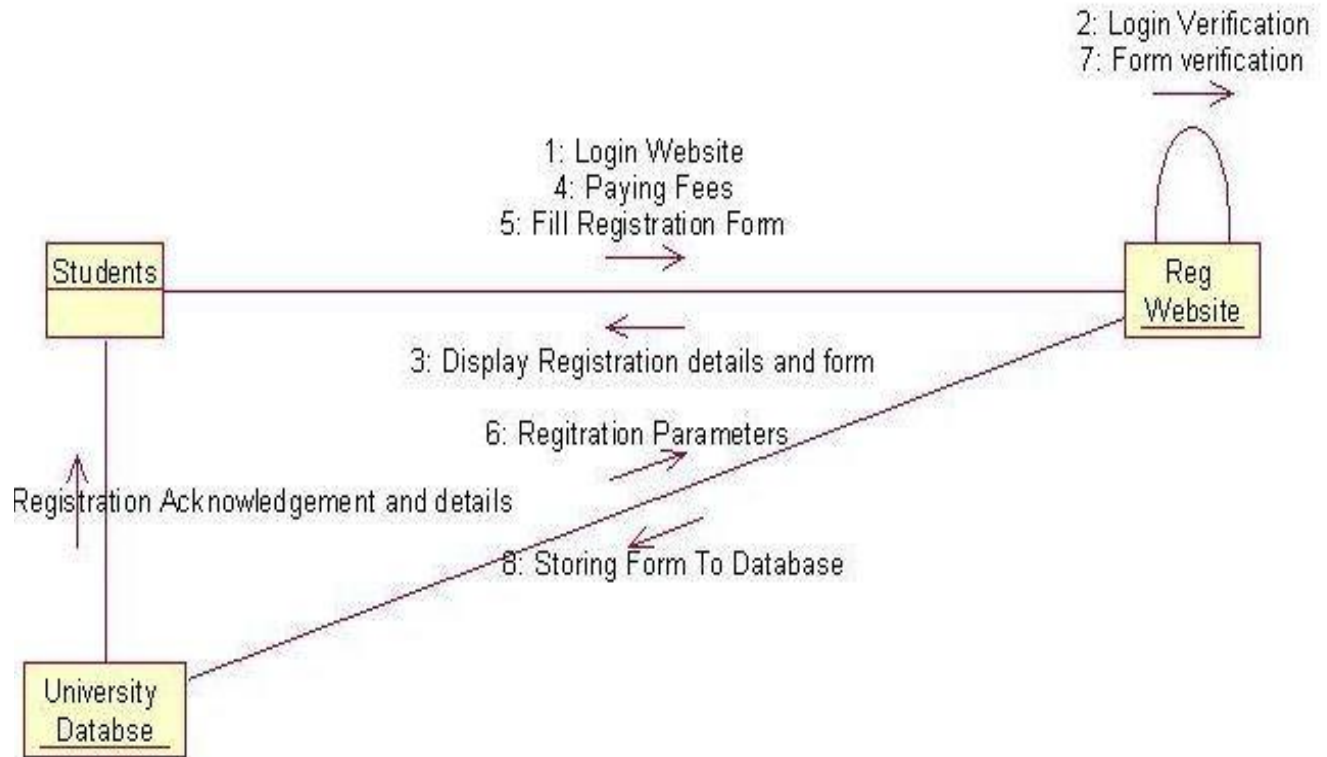 2: Login Verification
7: Form verification
1: Login Website
4: Paying Fees
5: Fill Registration Form
Students
Reg
Website
3: Display Registration details and form
6: Regitration Parameters
Registration Acknowledgement and details
8: Storing Form To Database
University
Databse